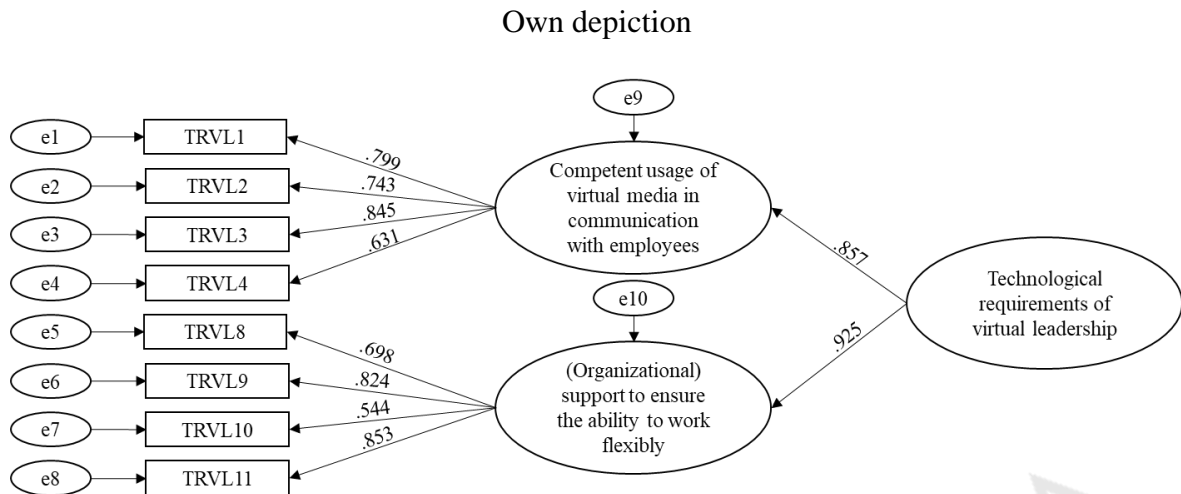 Own depiction
e9
e1
TRVL1
.799
Competent usage of
virtual media in
communication
with employees
e2
TRVL2
.743
e3
TRVL3
.845
e4
TRVL4
.631
.857
Technological
requirements of
virtual leadership
e10
e5
TRVL8
.698
.925
(Organizational)
support to ensure
the ability to work
flexibly
e6
TRVL9
.824
e7
TRVL10
.544
e8
TRVL11
.853